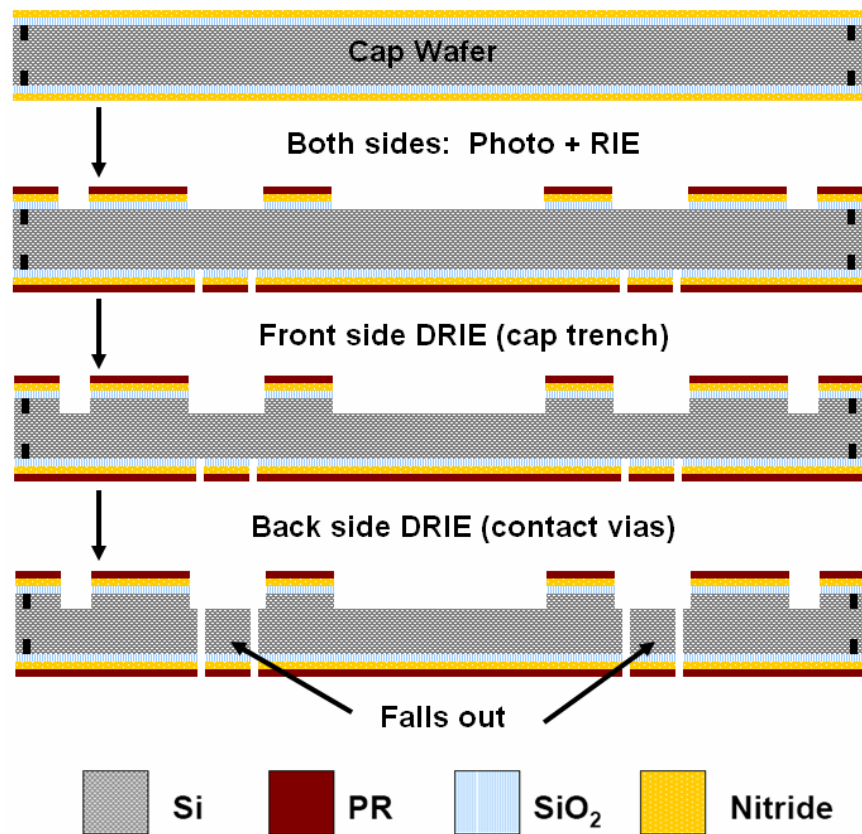 Cap Wafer
Both sides: Photo + RIE
Front side DRIE (cap trench)
Back side DRIE (contact vias)
Falls out
Si
PR
SiO₂
Nitride